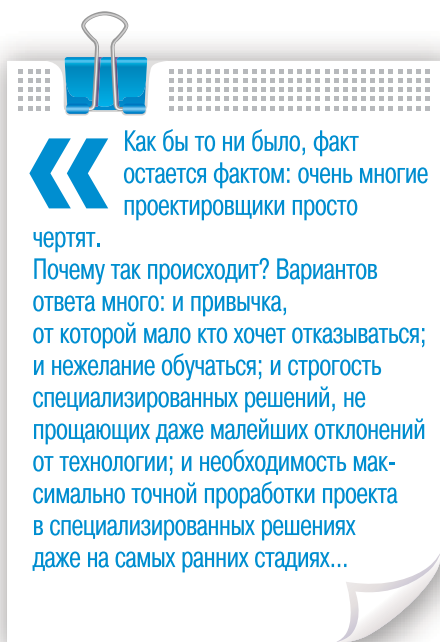 «
Как бы то ни было, факт
остается фактом: очень многие
проектировщики просто
чертят.
Почему так происходит? Вариантов
ответа много: и привычка,
от которой мало кто хочет отказываться;
и нежелание обучаться; и строгость
специализированных решений, не
прощающих даже малейших отклонений
от технологии; и необходимость мак-
симально точной проработки проекта
в специализированных решениях
даже на самых ранних стадиях...